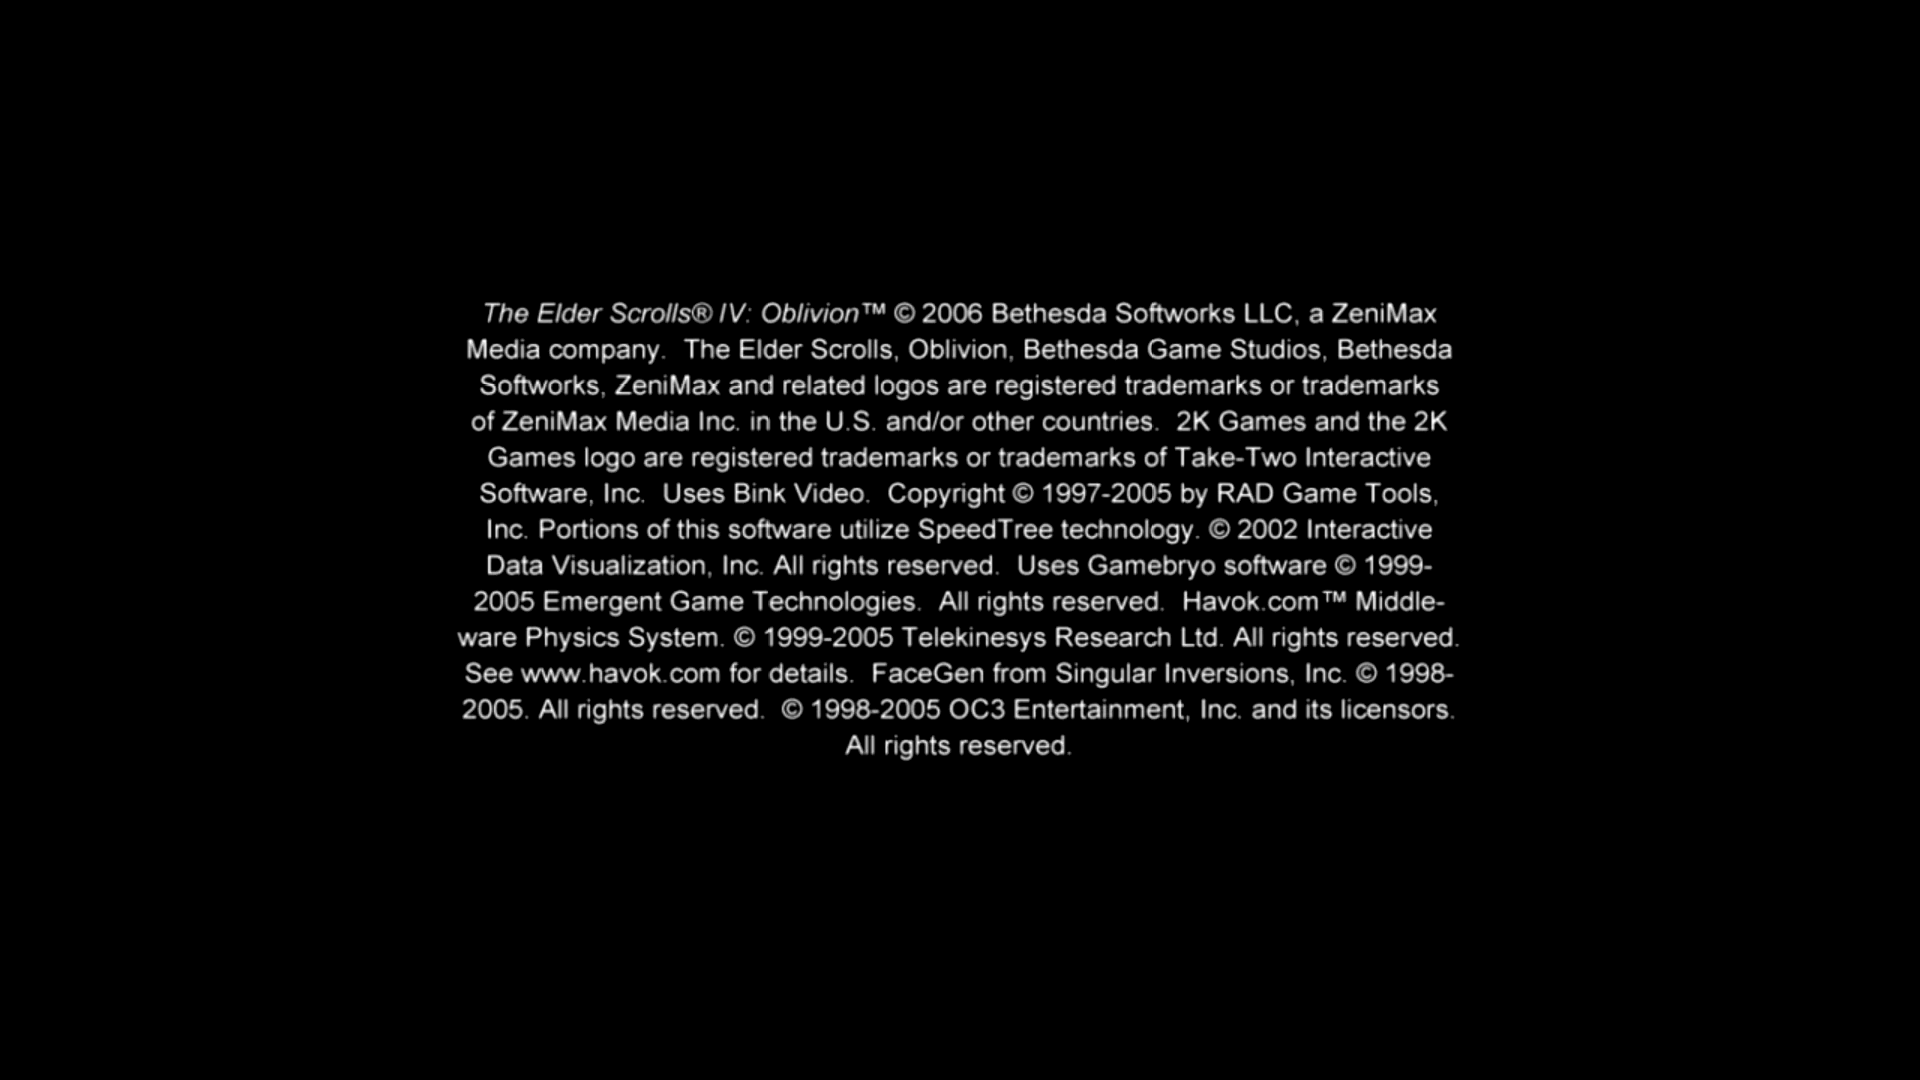 The Elder Scrolls® IV: Oblivion™ © 2006 Bethesda Softworks LLC, a ZeniMax
Media company.  The Elder Scrolls, Oblivion, Bethesda Game Studios, Bethesda
Softworks, ZeniMax and related logos are registered trademarks or trademarks
of ZeniMax Media Inc. in the U.S. and/or other countries.  2K Games and the 2K
Games logo are registered trademarks or trademarks of Take-Two Interactive
Software, Inc.  Uses Bink Video.  Copyright © 1997-2005 by RAD Game Tools,
Inc. Portions of this software utilize SpeedTree technology. © 2002 Interactive
Data Visualization, Inc. All rights reserved.  Uses Gamebryo software © 1999-
2005 Emergent Game Technologies.  All rights reserved.  Havok.com™ Middle-
ware Physics System. © 1999-2005 Telekinesys Research Ltd. All rights reserved.
See www.havok.com for details.  FaceGen from Singular Inversions, Inc. © 1998-
2005. All rights reserved.  © 1998-2005 OC3 Entertainment, Inc. and its licensors.
All rights reserved.